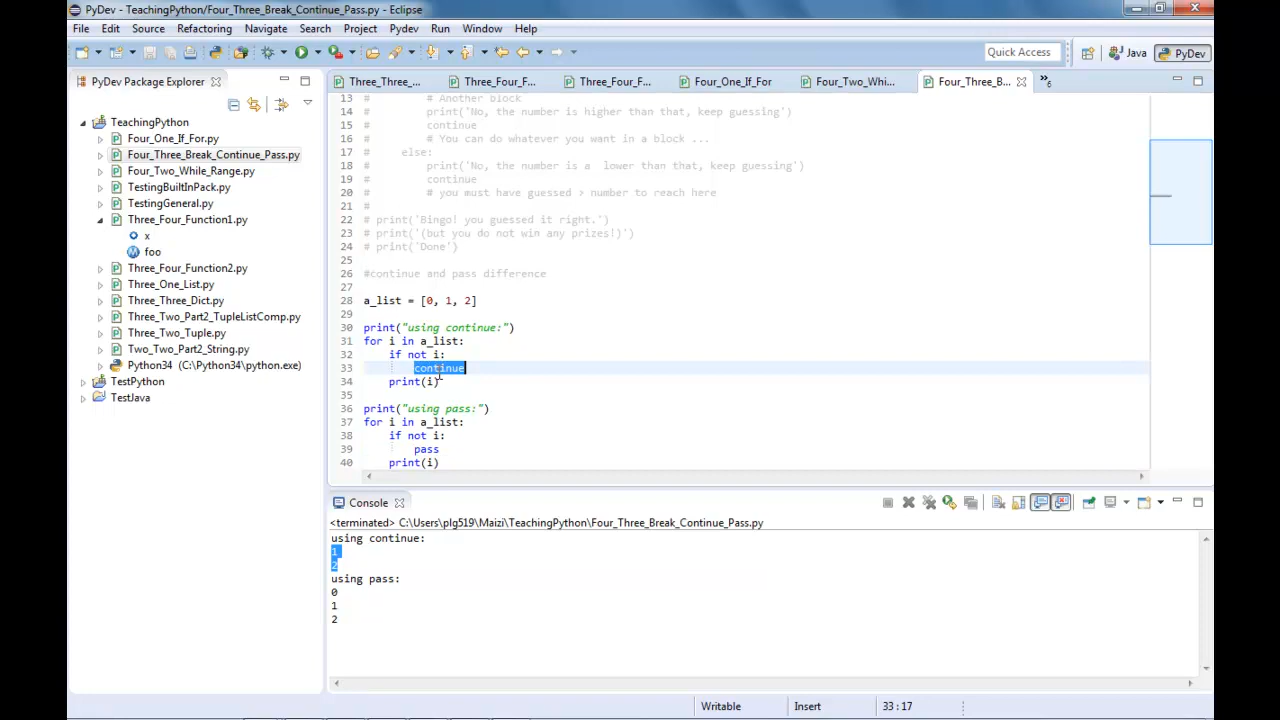 PyDev - TeachingPython/Four_Three_Break_Continue_Pass.py - Eclipse
File Edit Source Refactoring Navigate Search Project Pydev Run Window Help
Quick Access Java PyDev
PyDev Package Explorer
Three_Three_... Three_Four_F... Three_Four_F... Four_One_If_For Four_Two_Whi... Four_Three_B... »6
TeachingPython
Four_One_If_For.py
Four_Three_Break_Continue_Pass.py
Four_Two_While_Range.py
TestingBuiltInPack.py
TestingGeneral.py
Three_Four_Function1.py
x
foo
Three_Four_Function2.py
Three_One_List.py
Three_Three_Dict.py
Three_Two_Part2_TupleListComp.py
Three_Two_Tuple.py
Two_Two_Part2_String.py
Python34 (C:\Python34\python.exe)
TestPython
TestJava
13 # # Another block
14 # print('No, the number is higher than that, keep guessing')
15 # continue
16 # # You can do whatever you want in a block ...
17 # else:
18 # print('No, the number is a  lower than that, keep guessing')
19 # continue
20 # # you must have guessed > number to reach here
21 #
22 # print('Bingo! you guessed it right.')
23 # print('(but you do not win any prizes!)')
24 # print('Done')
25
26 #continue and pass difference
27
28 a_list = [0, 1, 2]
29
30 print("using continue:")
31 for i in a_list:
32 if not i:
33 continue
34 print(i)
35
36 print("using pass:")
37 for i in a_list:
38 if not i:
39 pass
40 print(i)
Console
<terminated> C:\Users\plg519\Maizi\TeachingPython\Four_Three_Break_Continue_Pass.py
using continue:
1
2
using pass:
0
1
2
Writable Insert 33 : 17